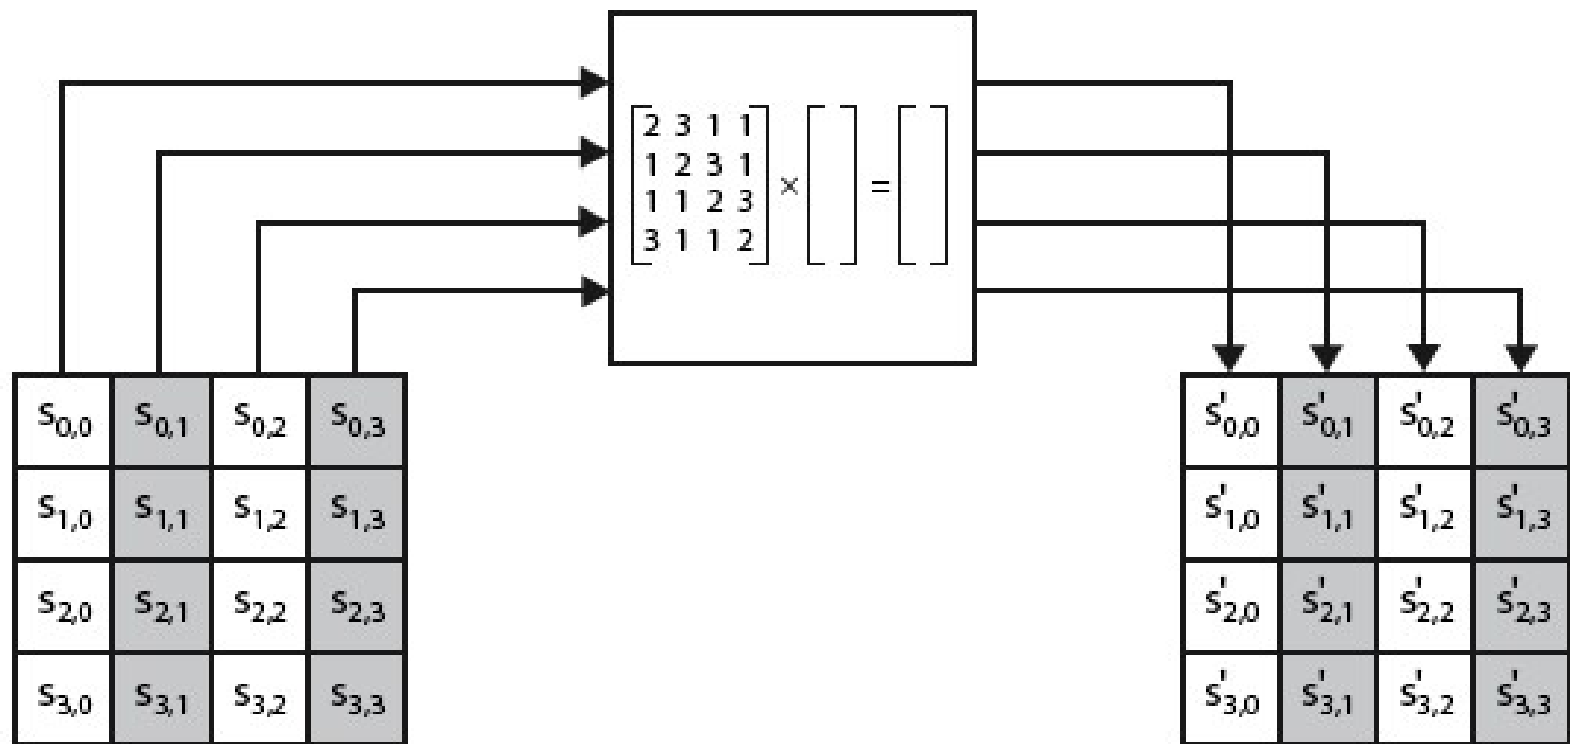 2 3 1 1
1 2 3 1
1 1 2 3
3 1 1 2
× =
S0,0 S0,1 S0,2 S0,3
S1,0 S1,1 S1,2 S1,3
S2,0 S2,1 S2,2 S2,3
S3,0 S3,1 S3,2 S3,3
S'0,0 S'0,1 S'0,2 S'0,3
S'1,0 S'1,1 S'1,2 S'1,3
S'2,0 S'2,1 S'2,2 S'2,3
S'3,0 S'3,1 S'3,2 S'3,3